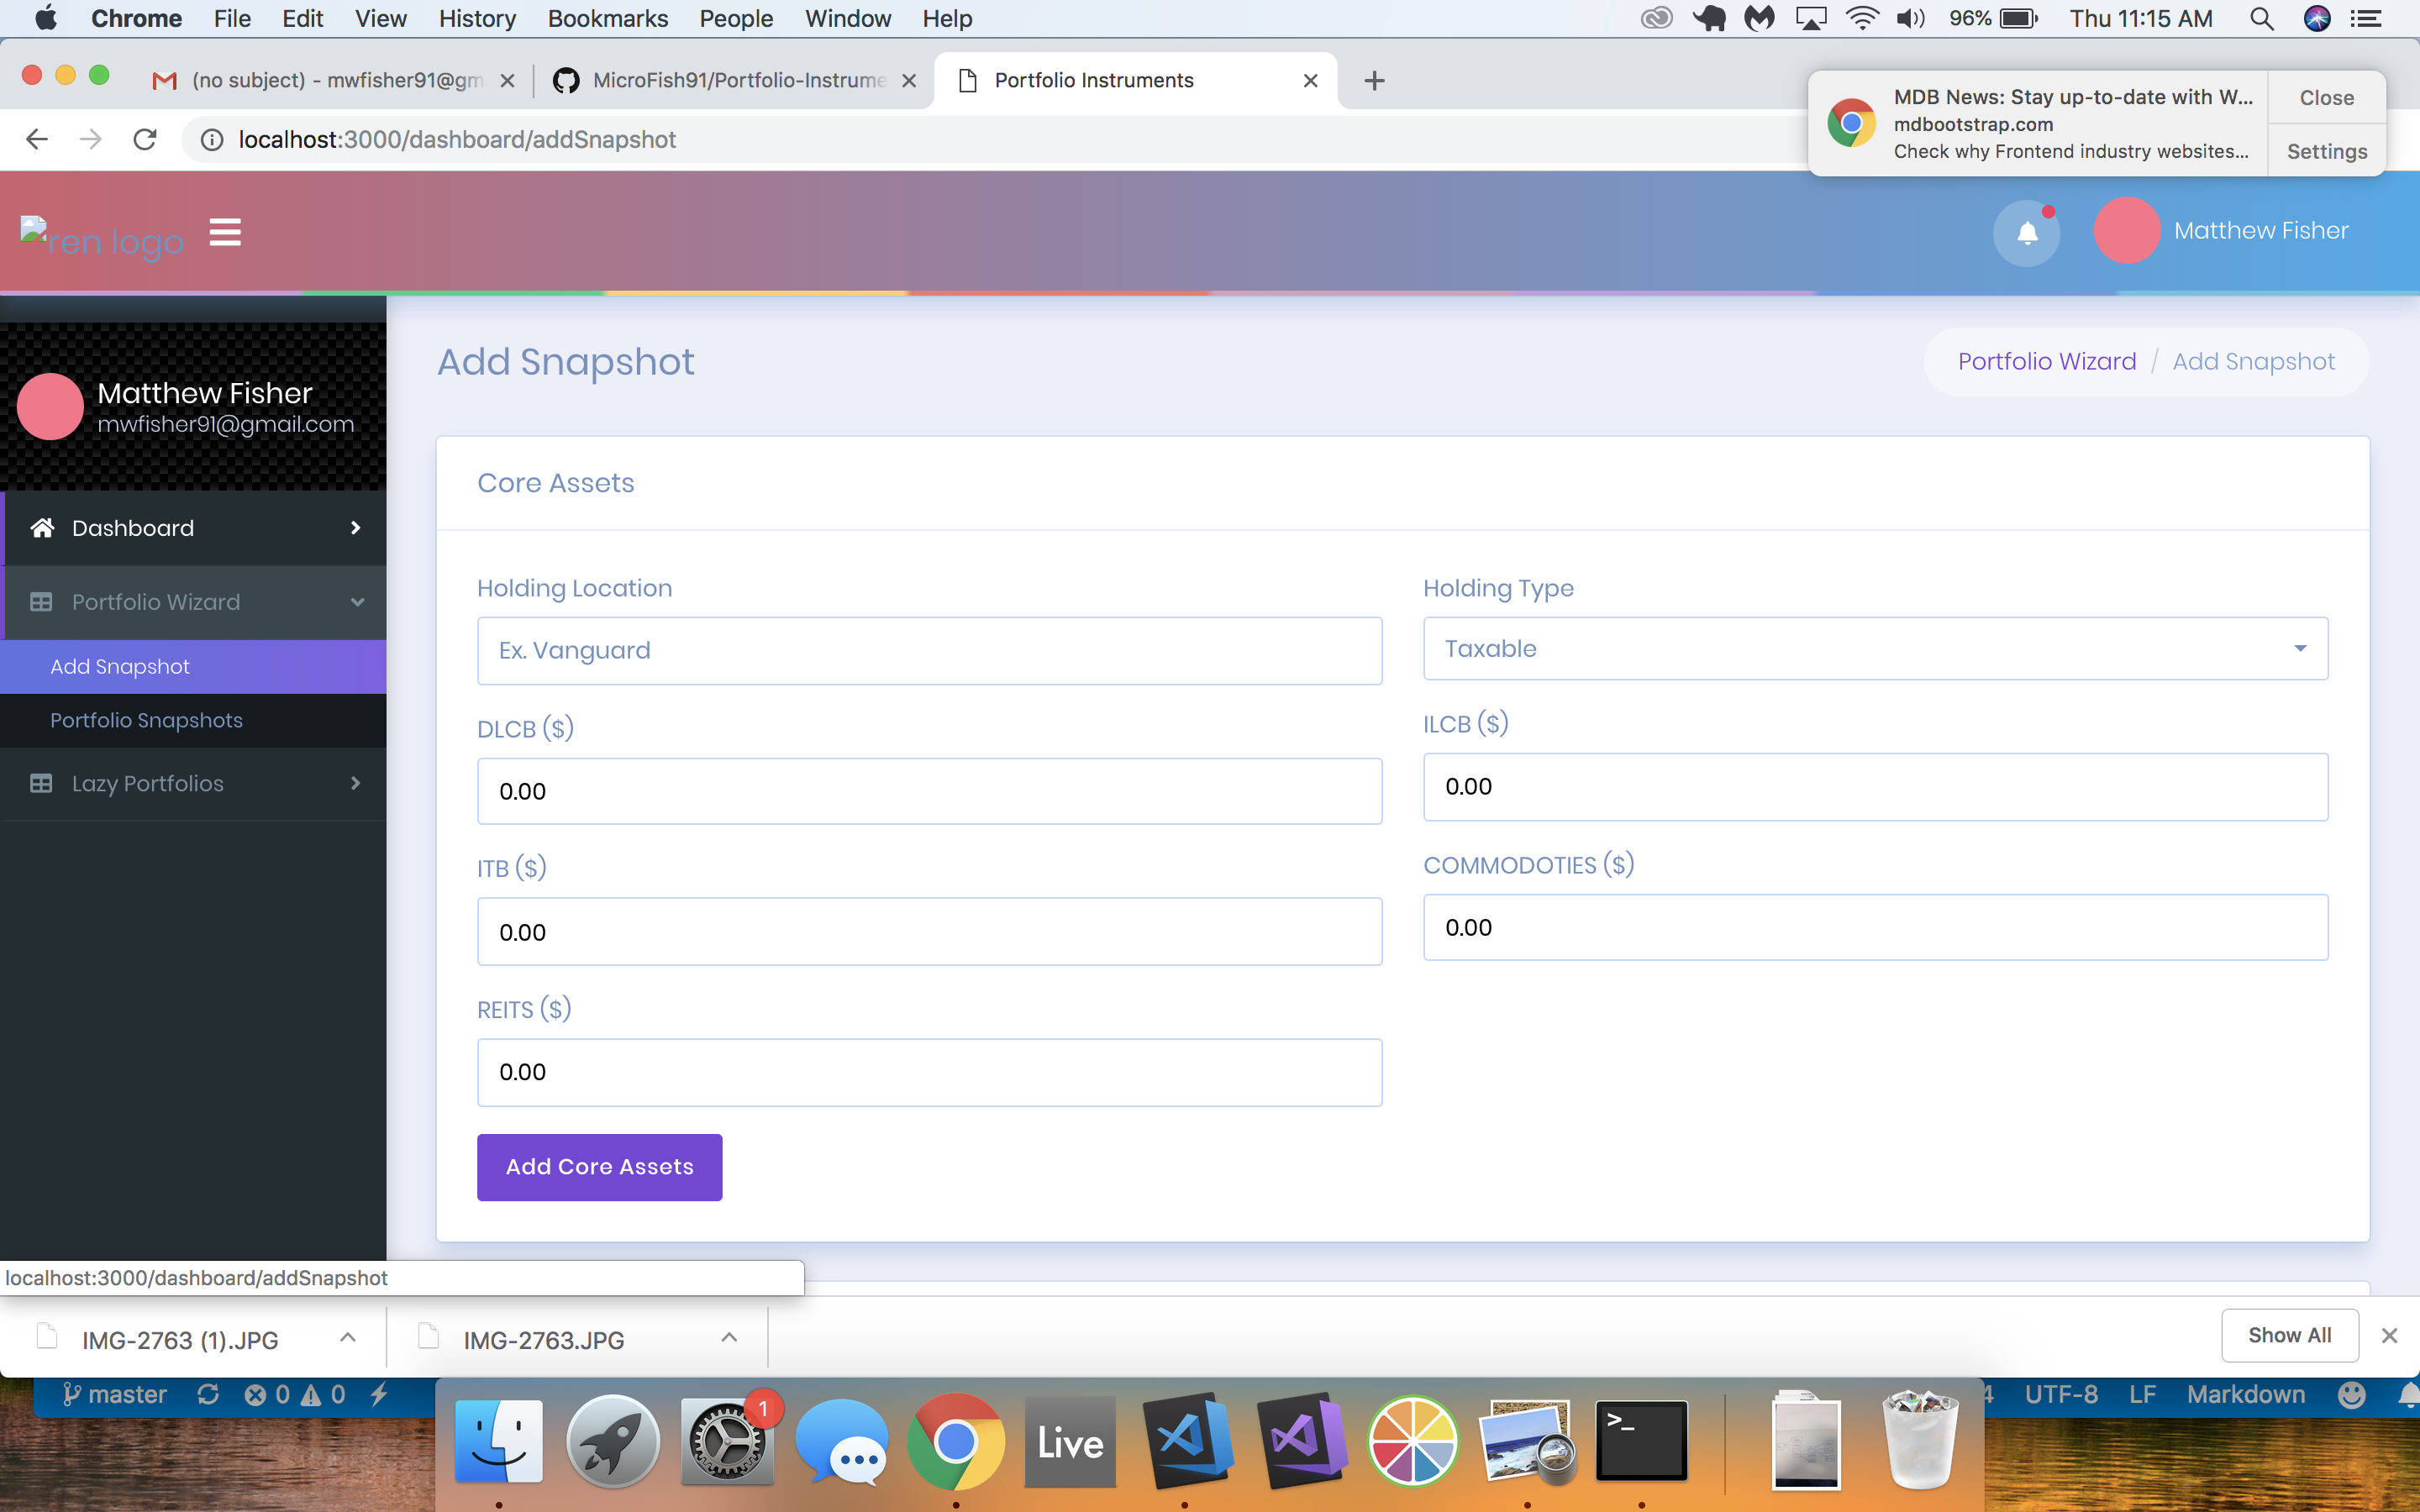 Chrome File Edit View History Bookmarks People Window Help 96% Thu 11:15 AM
(no subject) - mwfisher91@gm
MicroFish91/Portfolio-Instrume
Portfolio Instruments
MDB News: Stay up-to-date with W...
mdbootstrap.com
Check why Frontend industry websites...
Close
Settings
localhost:3000/dashboard/addSnapshot
ren logo
Matthew Fisher
Matthew Fisher
mwfisher91@gmail.com
Dashboard
Portfolio Wizard
Add Snapshot
Portfolio Snapshots
Lazy Portfolios
Add Snapshot
Portfolio Wizard / Add Snapshot
Core Assets
Holding Location
Ex. Vanguard
Holding Type
Taxable
DLCB ($)
0.00
ILCB ($)
0.00
ITB ($)
0.00
COMMODOTIES ($)
0.00
REITS ($)
0.00
Add Core Assets
localhost:3000/dashboard/addSnapshot
IMG-2763 (1).JPG
IMG-2763.JPG
Show All
master 0 0
4 UTF-8 LF Markdown
1
Live
>_